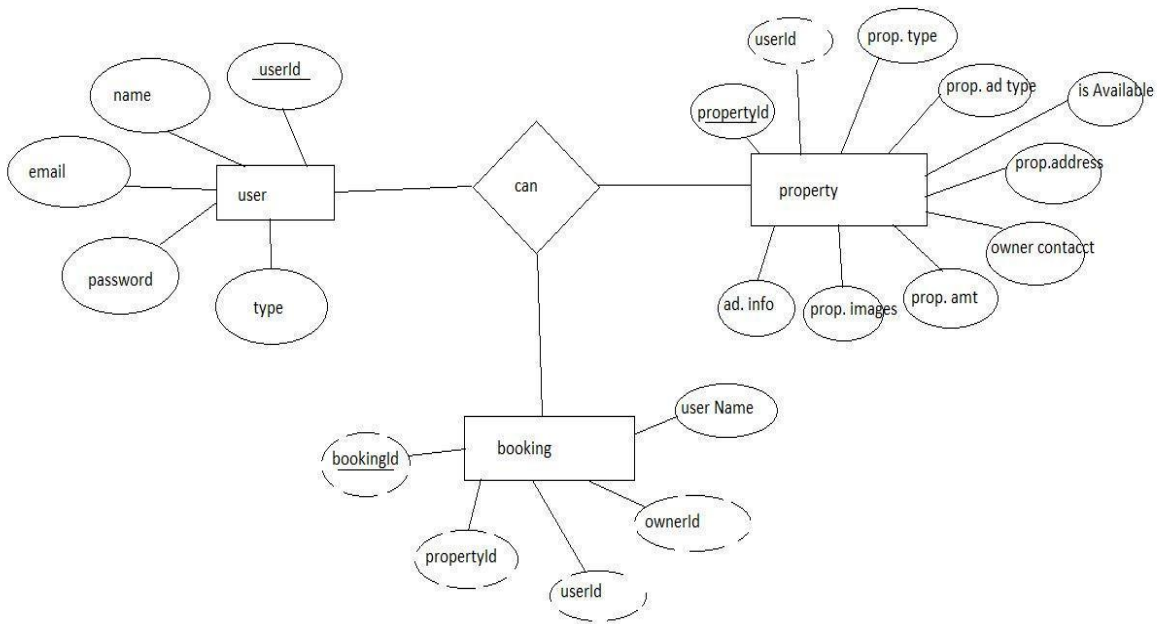 userId
name
email
user
password
type
can
userId
prop. type
prop. ad type
is Available
propertyId
prop.address
property
owner contacct
ad. info
prop. images
prop. amt
user Name
booking
bookingId
ownerId
propertyId
userId